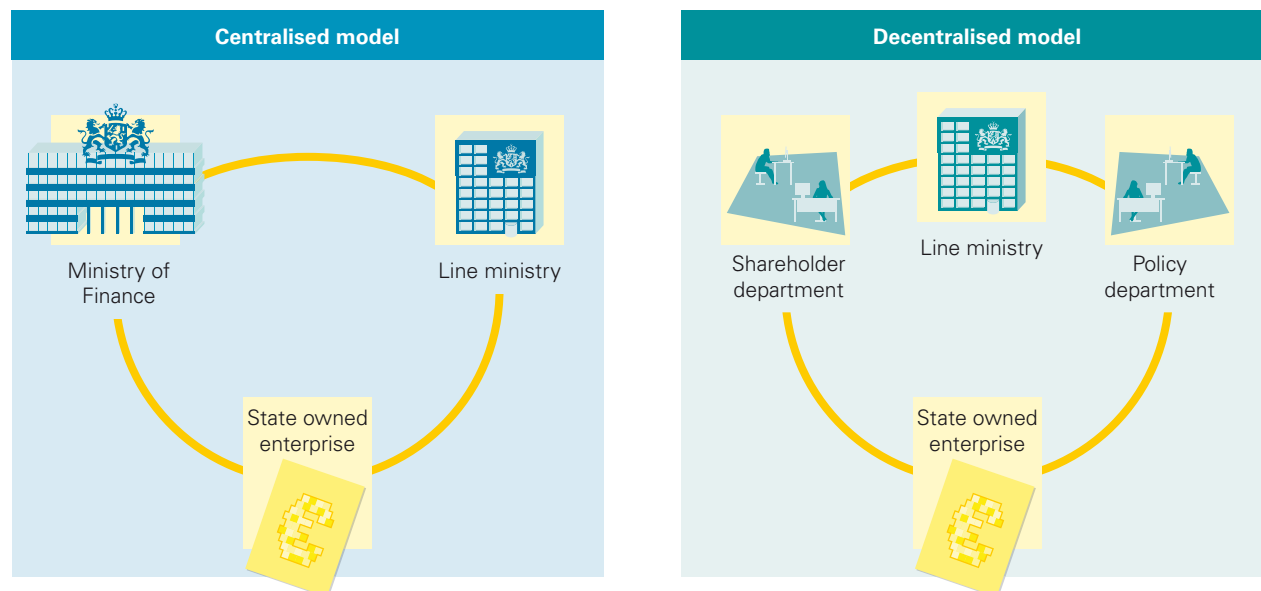 Centralised model
Ministry of
Finance
Line ministry
State owned
enterprise
Decentralised model
Shareholder
department
Line ministry
Policy
department
State owned
enterprise